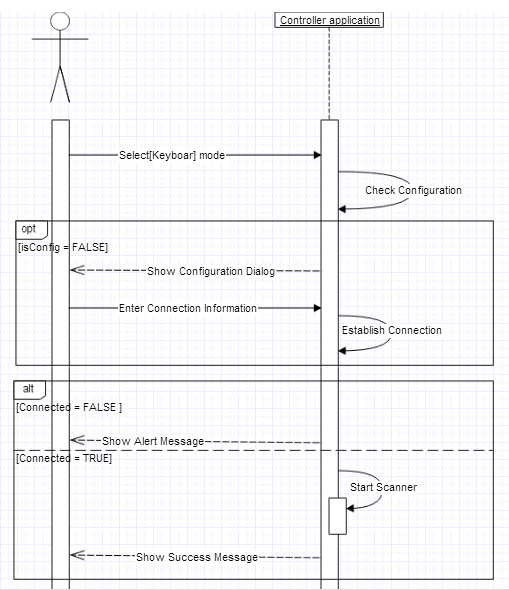 Controller application
Select[Keyboar] mode
Check Configuration
opt
[isConfig = FALSE]
Show Configuration Dialog
Enter Connection Information
Establish Connection
alt
[Connected = FALSE ]
Show Alert Message
[Connected = TRUE]
Start Scanner
Show Success Message